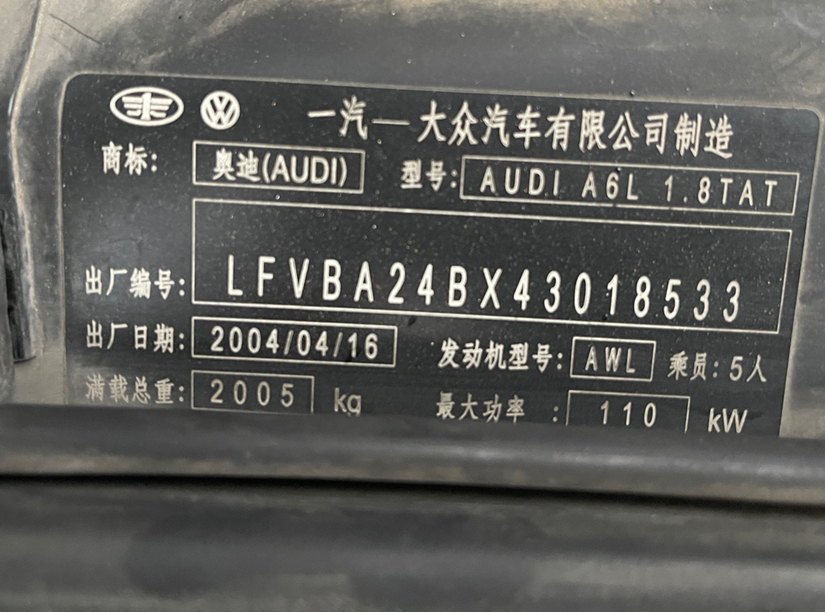 一汽—大众汽车有限公司制造
商标: 奥迪(AUDI) 型号: AUDI A6L 1.8TAT
出厂编号: LFVBA24BX43018533
出厂日期: 2004/04/16 发动机型号: AWL 乘员: 5人
满载总重: 2005 kg 最大功率 : 110 kW